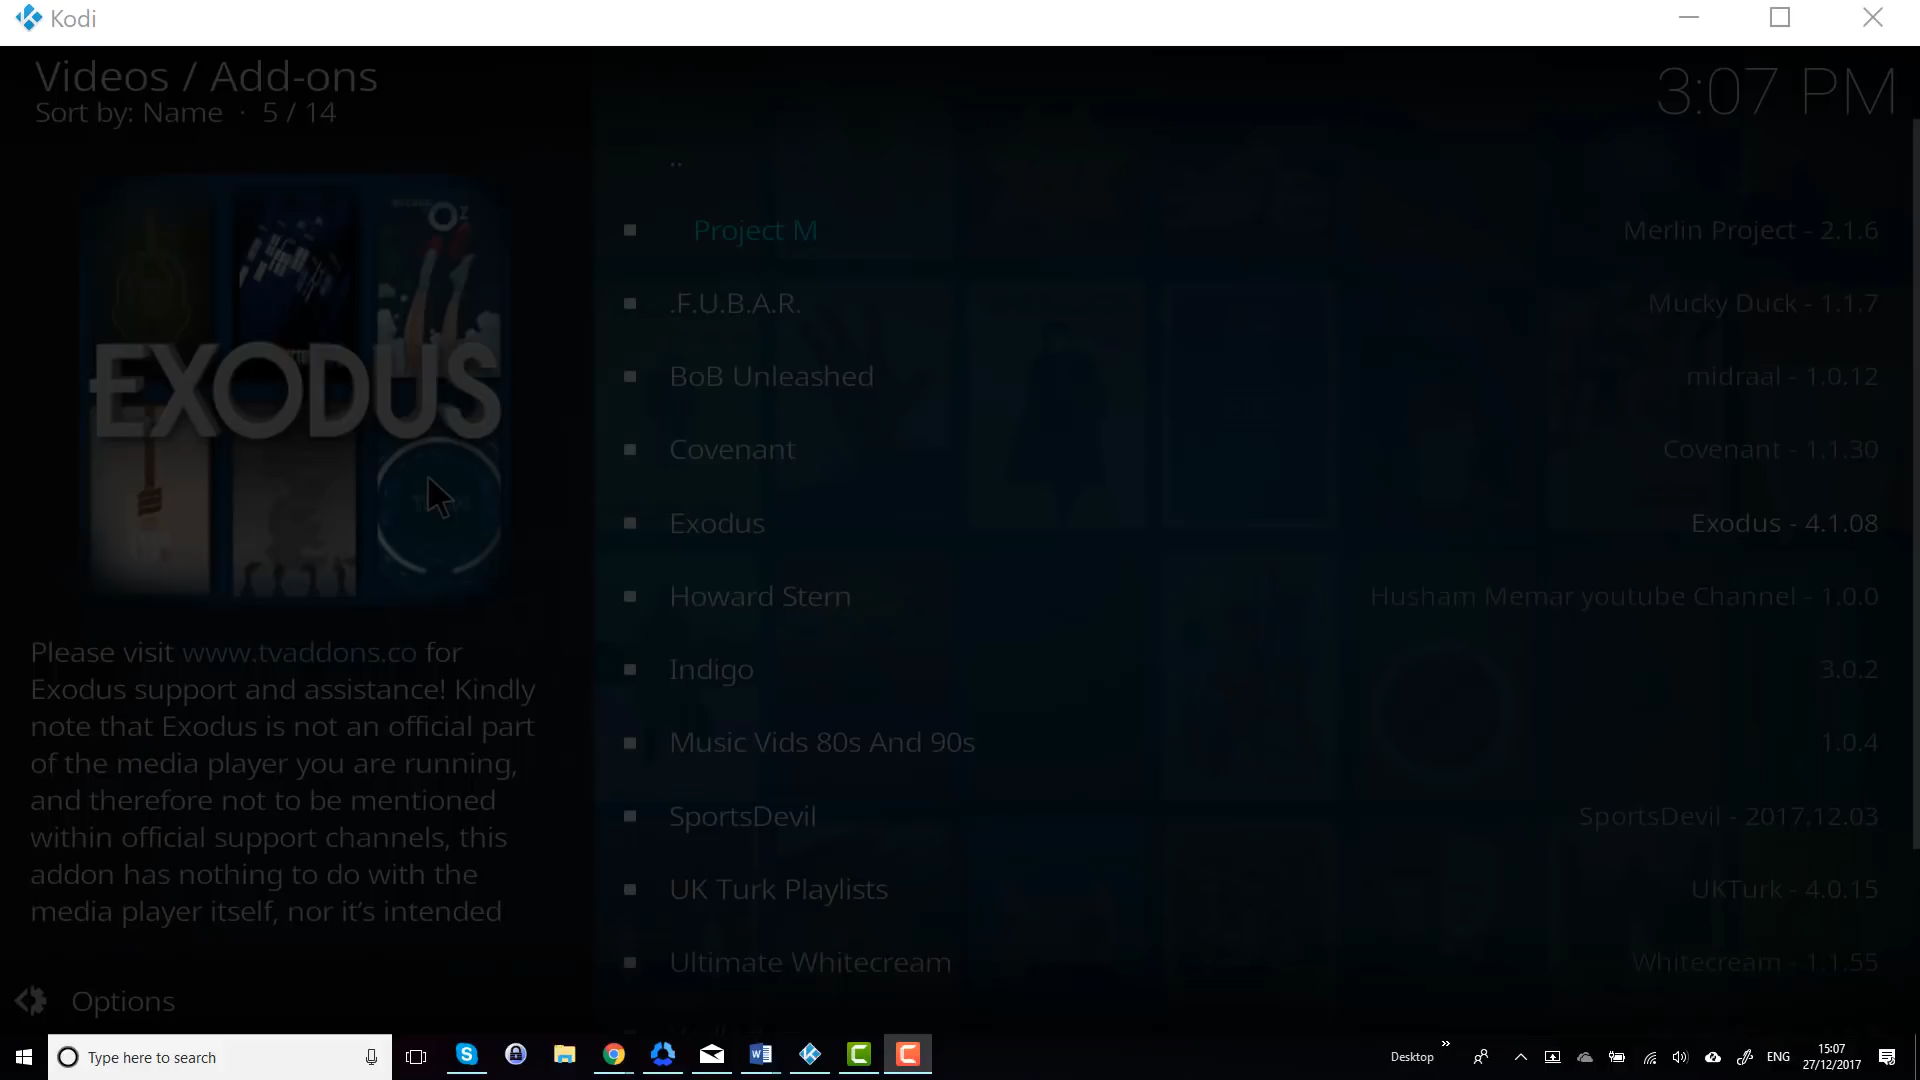 Kodi
Videos / Add-ons
Sort by: Name · 5 / 14
3:07 PM
..
Project M
Merlin Project - 2.1.6
.F.U.B.A.R.
Mucky Duck - 1.1.7
BoB Unleashed
midraal - 1.0.12
Covenant
Covenant - 1.1.30
Exodus
Exodus - 4.1.08
Howard Stern
Husham Memar youtube Channel - 1.0.0
Indigo
3.0.2
Music Vids 80s And 90s
1.0.4
SportsDevil
SportsDevil - 2017.12.03
UK Turk Playlists
UKTurk - 4.0.15
Ultimate Whitecream
Whitecream - 1.1.55
EXODUS
Please visit www.tvaddons.co for
Exodus support and assistance! Kindly
note that Exodus is not an official part
of the media player you are running,
and therefore not to be mentioned
within official support channels, this
addon has nothing to do with the
media player itself, nor it's intended
Options
Type here to search
Desktop
ENG
15:07
27/12/2017